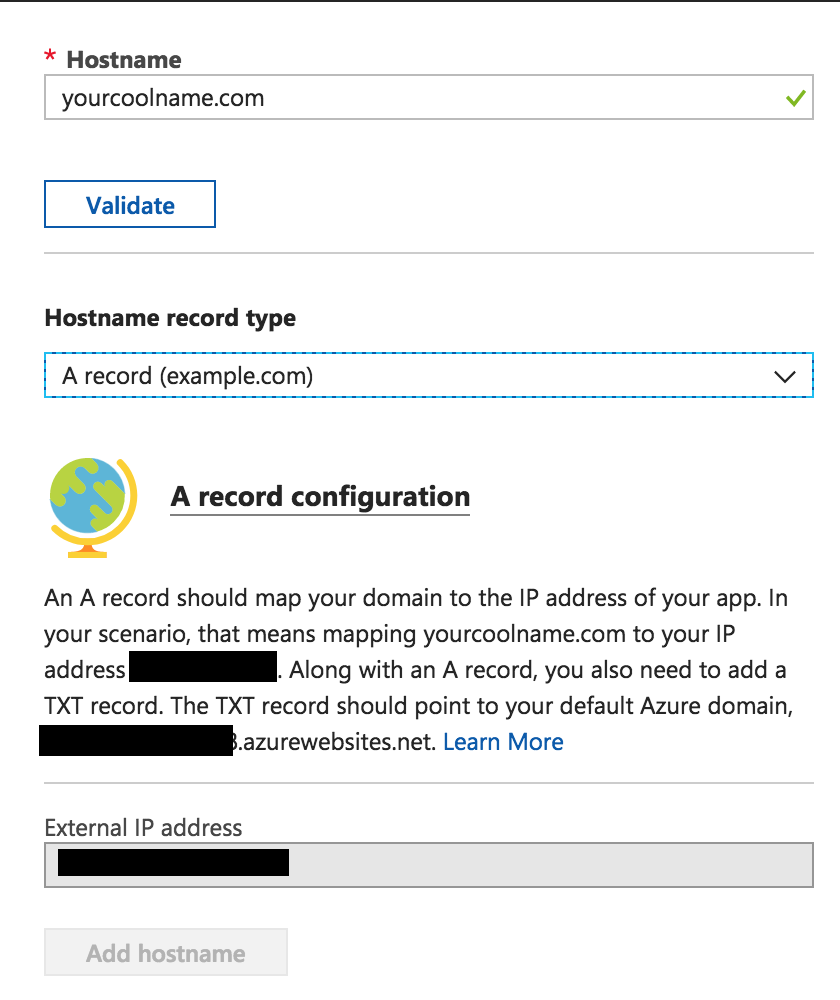 * Hostname
yourcoolname.com
Validate
Hostname record type
A record (example.com)
A record configuration
An A record should map your domain to the IP address of your app. In
your scenario, that means mapping yourcoolname.com to your IP
address . Along with an A record, you also need to add a
TXT record. The TXT record should point to your default Azure domain,
.azurewebsites.net. Learn More
External IP address
Add hostname